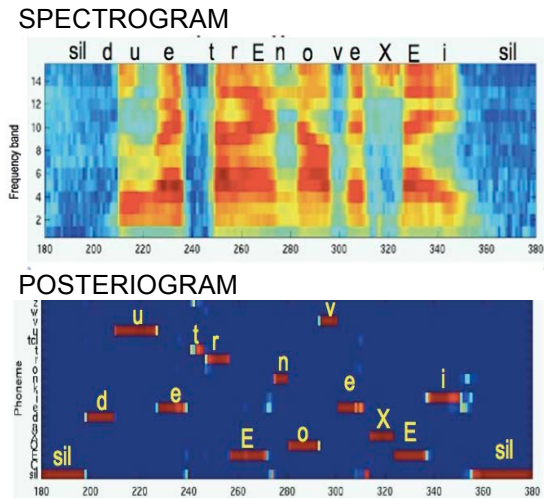 SPECTROGRAM
sil d u e t r E n o v e X E i sil
14
12
10
8
6
4
2
Frequency band
180 200 220 240 260 280 300 320 340 360 380
POSTERIOGRAM
z
w
v
u
t
r
o
n
k
i
e
d
Phoneme
sil
v
u
t r
n i
d e e
o X
sil E E sil
180 200 220 240 260 280 300 320 340 360 380